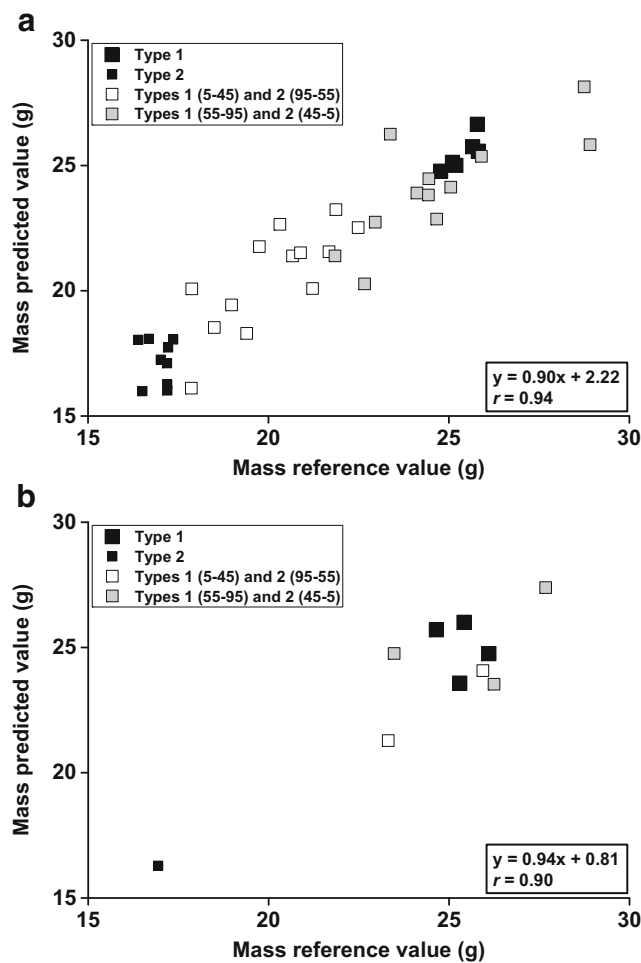 a
30
Type 1
Type 2
Types 1 (5-45) and 2 (95-55)
Types 1 (55-95) and 2 (45-5)
25
20
15
Mass predicted value (g)
y = 0.90x + 2.22
r = 0.94
15 20 25 30
Mass reference value (g)
b
30
Type 1
Type 2
Types 1 (5-45) and 2 (95-55)
Types 1 (55-95) and 2 (45-5)
25
20
15
Mass predicted value (g)
y = 0.94x + 0.81
r = 0.90
15 20 25 30
Mass reference value (g)